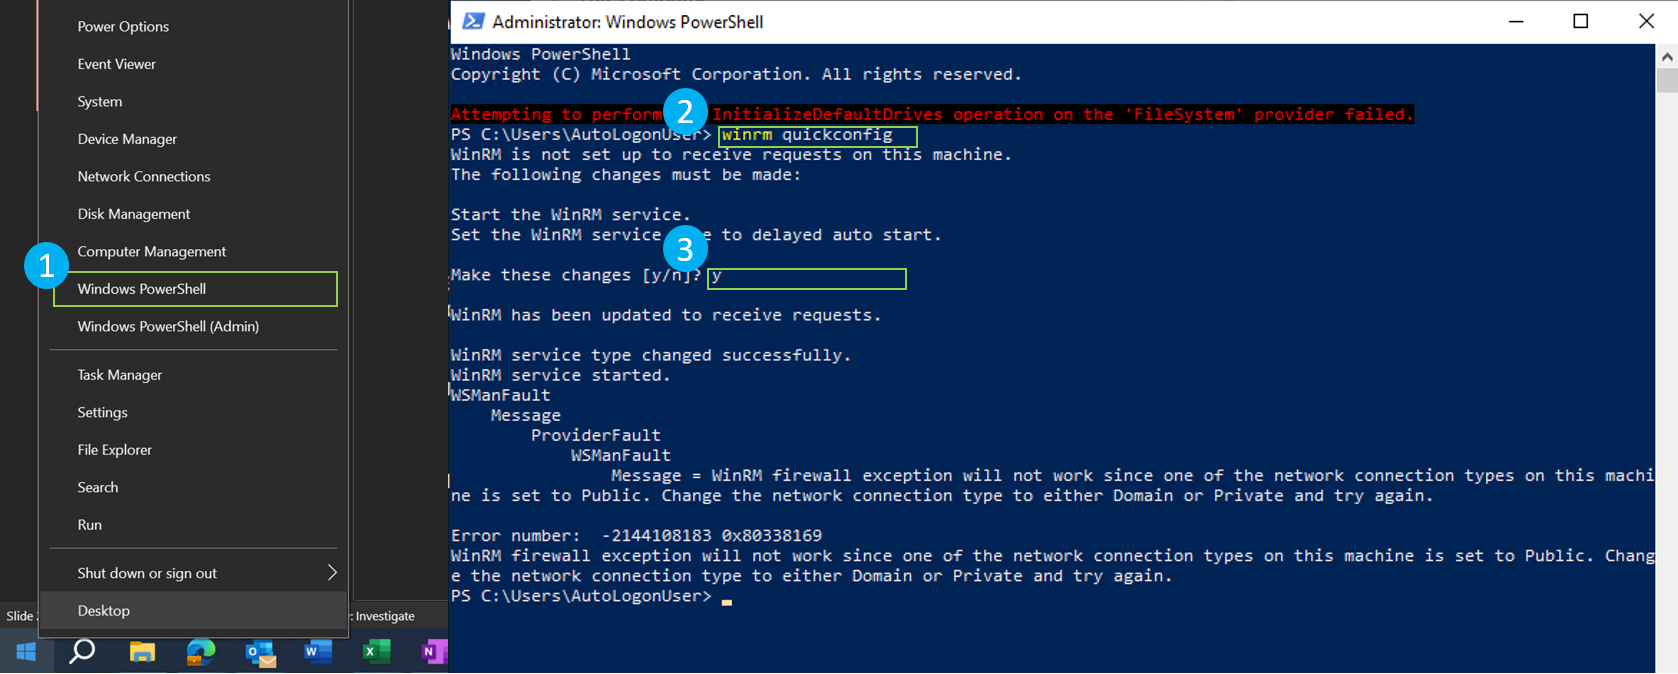 Power Options
Event Viewer
System
Device Manager
Network Connections
Disk Management
Computer Management
1
Windows PowerShell
Windows PowerShell (Admin)
Task Manager
Settings
File Explorer
Search
Run
Shut down or sign out
Desktop
Slide
: Investigate
Administrator: Windows PowerShell
Windows PowerShell
Copyright (C) Microsoft Corporation. All rights reserved.
2
Attempting to perform InitializeDefaultDrives operation on the 'FileSystem' provider failed.
PS C:\Users\AutoLogonUser> winrm quickconfig
WinRM is not set up to receive requests on this machine.
The following changes must be made:
Start the WinRM service.
Set the WinRM service to delayed auto start.
3
Make these changes [y/n]? y
WinRM has been updated to receive requests.
WinRM service type changed successfully.
WinRM service started.
WSManFault
Message
ProviderFault
WSManFault
Message = WinRM firewall exception will not work since one of the network connection types on this machi
ne is set to Public. Change the network connection type to either Domain or Private and try again.
Error number: -2144108183 0x80338169
WinRM firewall exception will not work since one of the network connection types on this machine is set to Public. Chang
e the network connection type to either Domain or Private and try again.
PS C:\Users\AutoLogonUser>